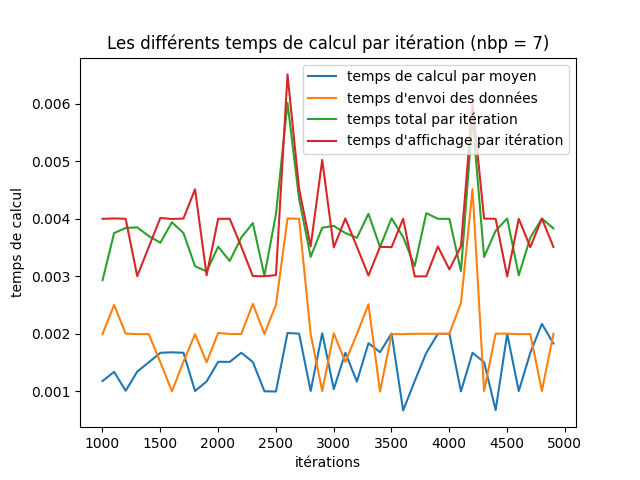 Les différents temps de calcul par itération (nbp = 7)
temps de calcul par moyen
temps d'envoi des données
temps total par itération
temps d'affichage par itération
temps de calcul
0.006
0.005
0.004
0.003
0.002
0.001
1000 1500 2000 2500 3000 3500 4000 4500 5000
itérations